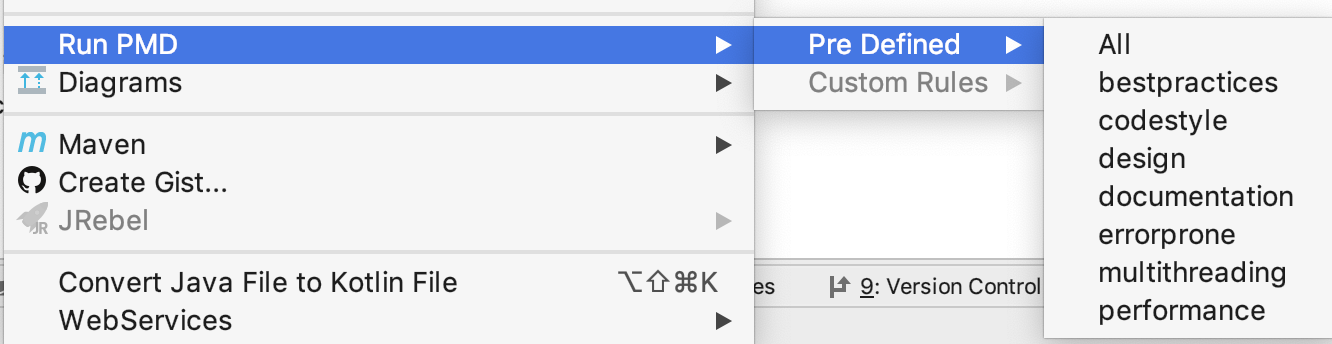 Run PMD
Diagrams
Maven
Create Gist...
JR
JRebel
Convert Java File to Kotlin File ⌥⇧⌘K
WebServices
Pre Defined
Custom Rules
All
bestpractices
codestyle
design
documentation
errorprone
multithreading
performance
es
9: Version Control